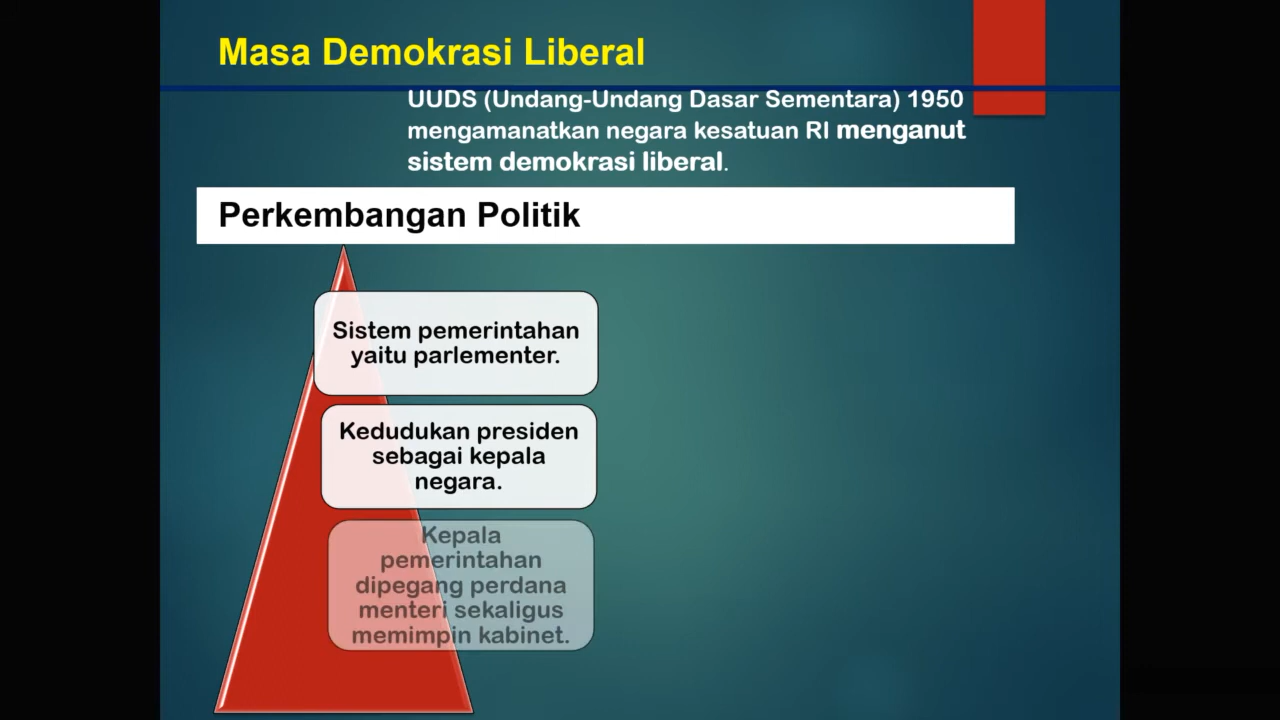 Masa Demokrasi Liberal
UUDS (Undang-Undang Dasar Sementara) 1950
mengamanatkan negara kesatuan RI menganut
sistem demokrasi liberal.
Perkembangan Politik
Sistem pemerintahan
yaitu parlementer.
Kedudukan presiden
sebagai kepala
negara.
Kepala
pemerintahan
dipegang perdana
menteri sekaligus
memimpin kabinet.